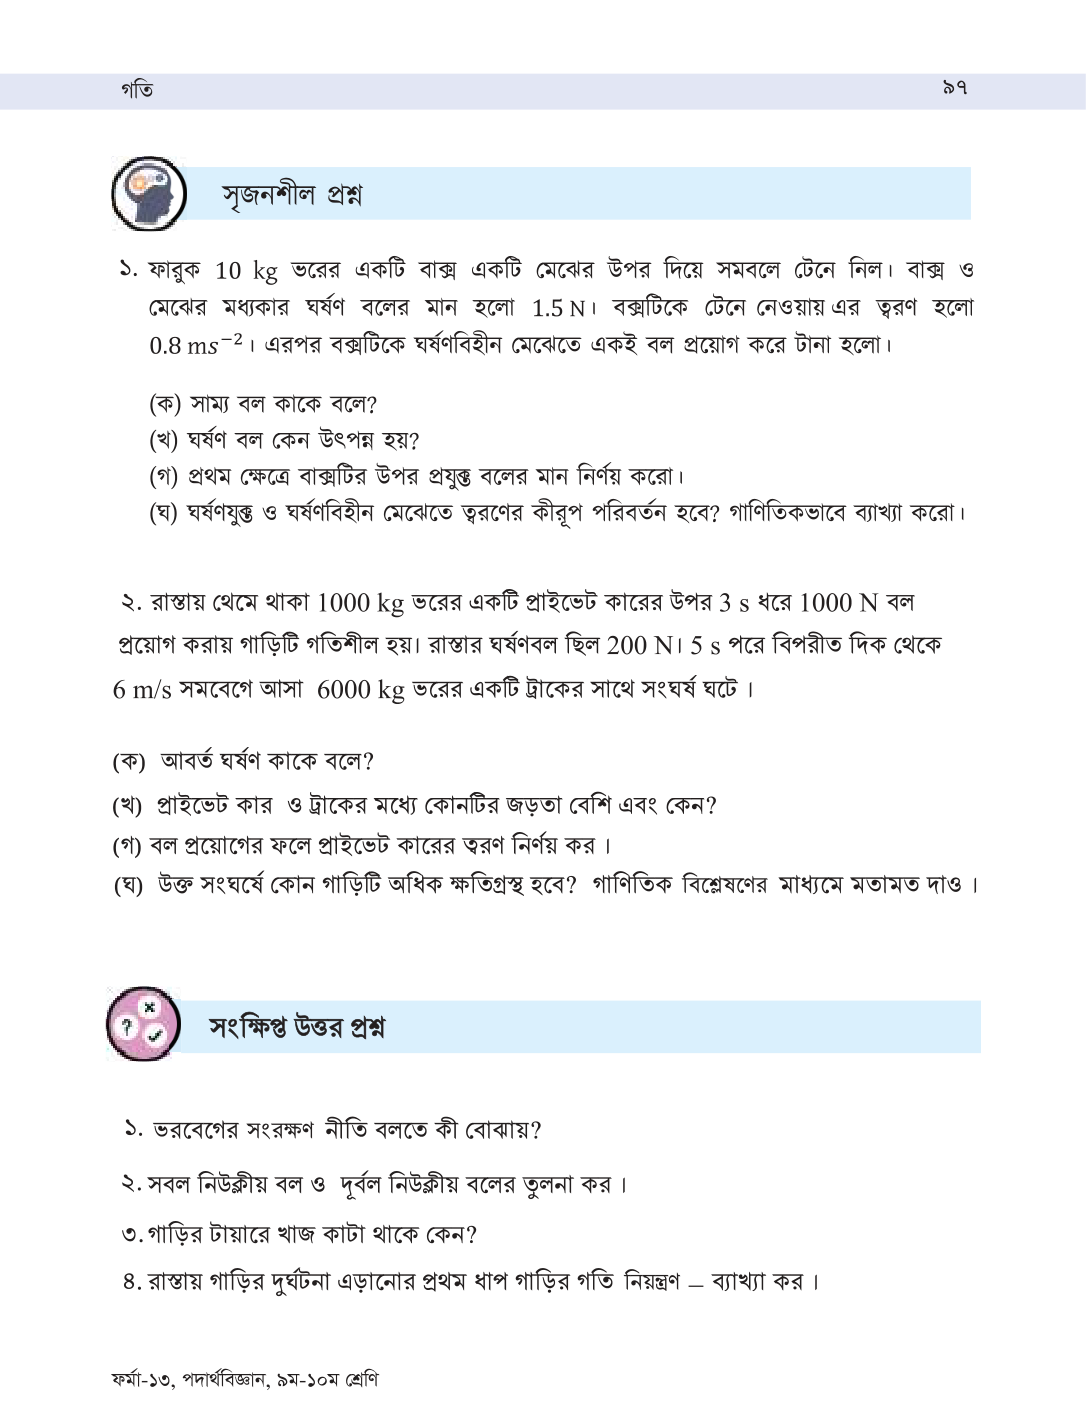 গতি ৯৭
সৃজনশীল প্রশ্ন
১. ফারুক 10 kg ভরের একটি বাক্স একটি মেঝের উপর দিয়ে সমবলে টেনে নিল। বাক্স ও
মেঝের মধ্যকার ঘর্ষণ বলের মান হলো 1.5 N। বক্সটিকে টেনে নেওয়ায় এর ত্বরণ হলো
0.8 ms⁻²। এরপর বক্সটিকে ঘর্ষণবিহীন মেঝেতে একই বল প্রয়োগ করে টানা হলো।
(ক) সাম্য বল কাকে বলে?
(খ) ঘর্ষণ বল কেন উৎপন্ন হয়?
(গ) প্রথম ক্ষেত্রে বাক্সটির উপর প্রযুক্ত বলের মান নির্ণয় করো।
(ঘ) ঘর্ষণযুক্ত ও ঘর্ষণবিহীন মেঝেতে ত্বরণের কীরূপ পরিবর্তন হবে? গাণিতিকভাবে ব্যাখ্যা করো।
২. রাস্তায় থেমে থাকা 1000 kg ভরের একটি প্রাইভেট কারের উপর 3 s ধরে 1000 N বল
প্রয়োগ করায় গাড়িটি গতিশীল হয়। রাস্তার ঘর্ষণবল ছিল 200 N। 5 s পরে বিপরীত দিক থেকে
6 m/s সমবেগে আসা 6000 kg ভরের একটি ট্রাকের সাথে সংঘর্ষ ঘটে।
(ক) আবর্ত ঘর্ষণ কাকে বলে?
(খ) প্রাইভেট কার ও ট্রাকের মধ্যে কোনটির জড়তা বেশি এবং কেন?
(গ) বল প্রয়োগের ফলে প্রাইভেট কারের ত্বরণ নির্ণয় কর।
(ঘ) উক্ত সংঘর্ষে কোন গাড়িটি অধিক ক্ষতিগ্রস্থ হবে? গাণিতিক বিশ্লেষণের মাধ্যমে মতামত দাও।
সংক্ষিপ্ত উত্তর প্রশ্ন
১. ভরবেগের সংরক্ষণ নীতি বলতে কী বোঝায়?
২. সবল নিউক্লীয় বল ও দূর্বল নিউক্লীয় বলের তুলনা কর।
৩. গাড়ির টায়ারে খাজ কাটা থাকে কেন?
৪. রাস্তায় গাড়ির দুর্ঘটনা এড়ানোর প্রথম ধাপ গাড়ির গতি নিয়ন্ত্রণ – ব্যাখ্যা কর।
ফর্মা-১৩, পদার্থবিজ্ঞান, ৯ম-১০ম শ্রেণি